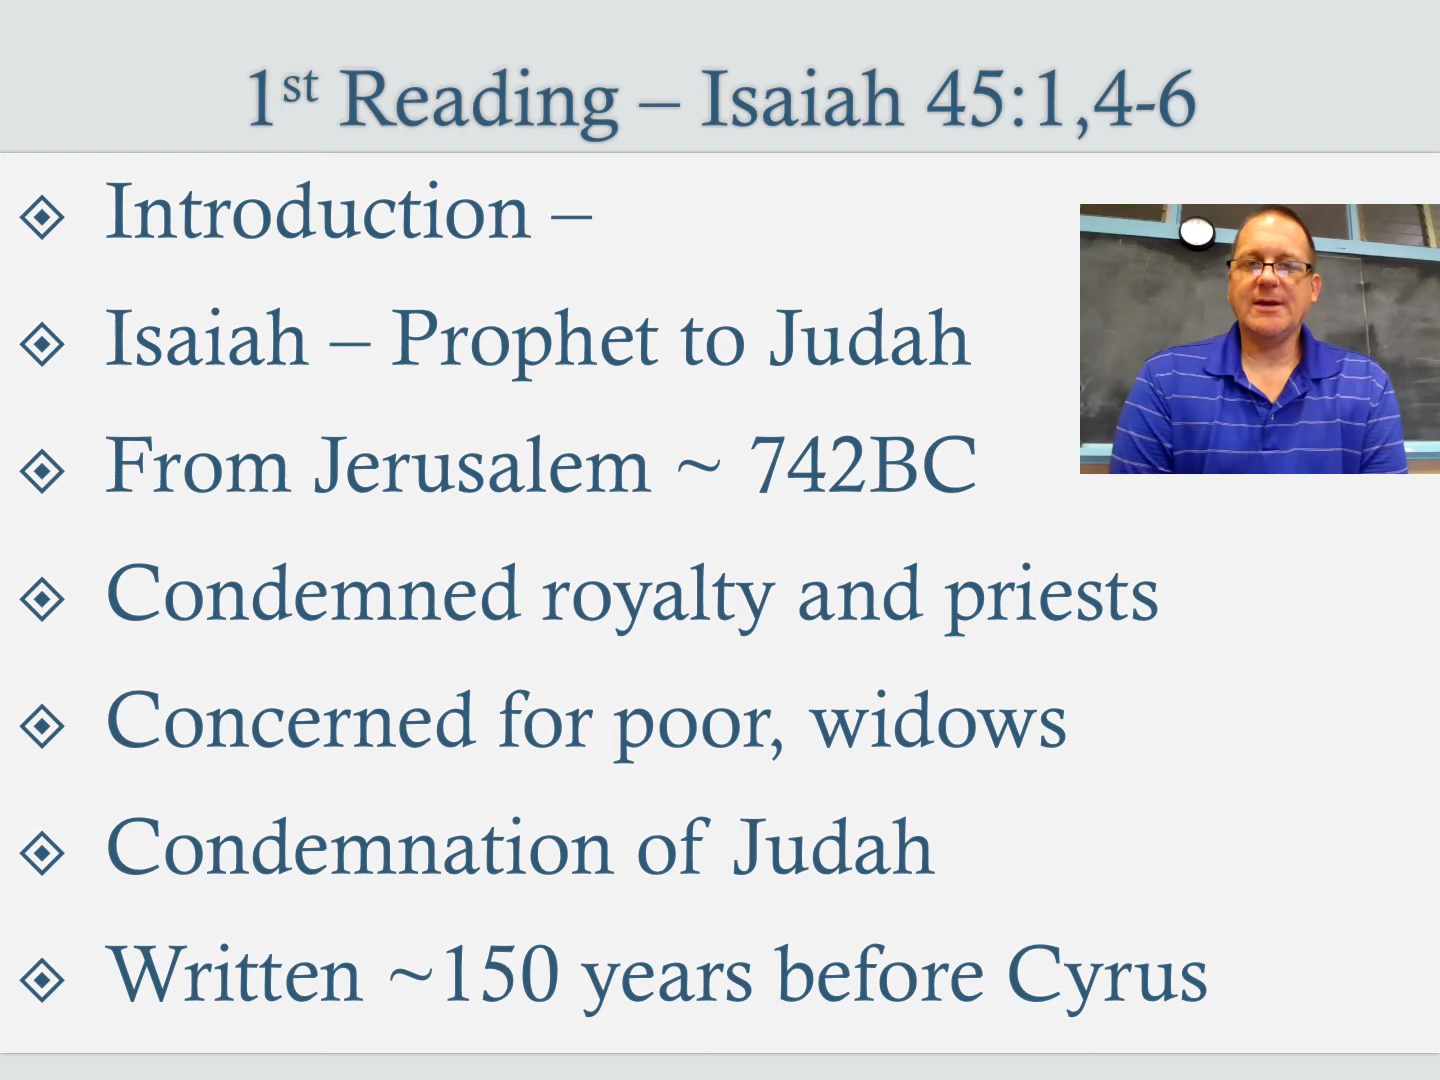 1st Reading – Isaiah 45:1,4-6
Introduction –
Isaiah – Prophet to Judah
From Jerusalem ~ 742BC
Condemned royalty and priests
Concerned for poor, widows
Condemnation of Judah
Written ~150 years before Cyrus